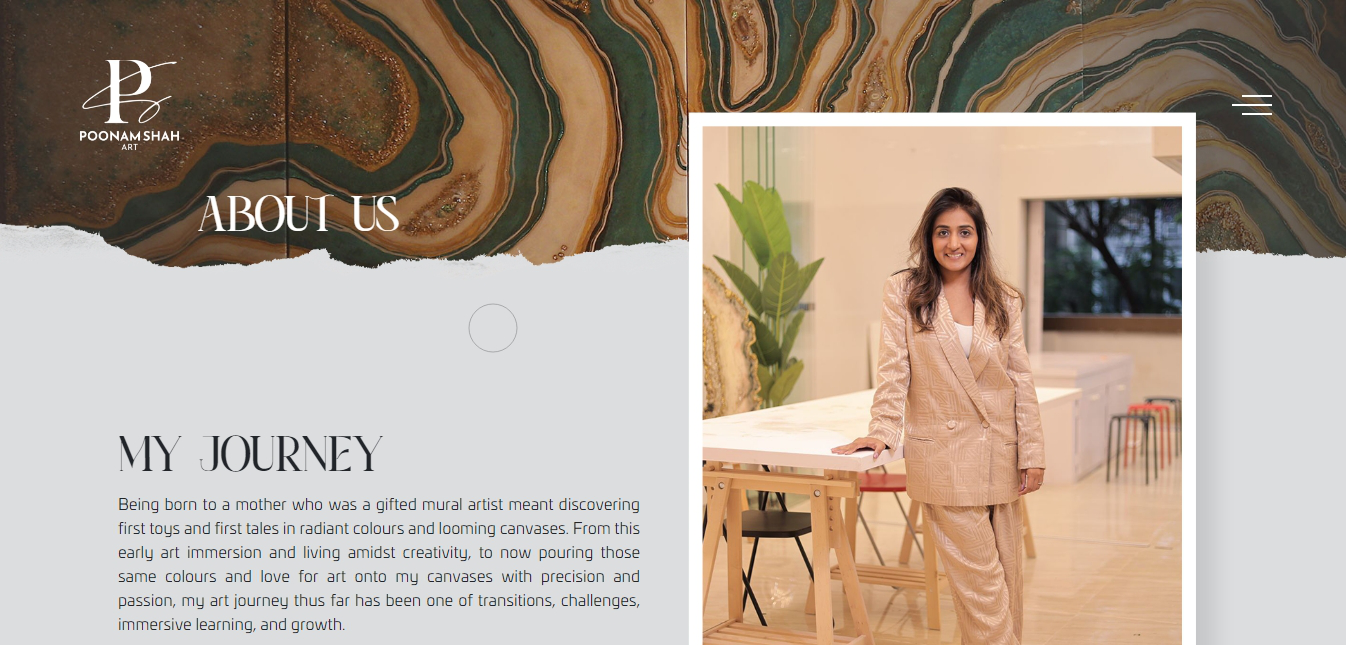 P
POONAM SHAH
ART
ABOUT US
MY JOURNEY
Being born to a mother who was a gifted mural artist meant discovering
first toys and first tales in radiant colours and looming canvases. From this
early art immersion and living amidst creativity, to now pouring those
same colours and love for art onto my canvases with precision and
passion, my art journey thus far has been one of transitions, challenges,
immersive learning, and growth.